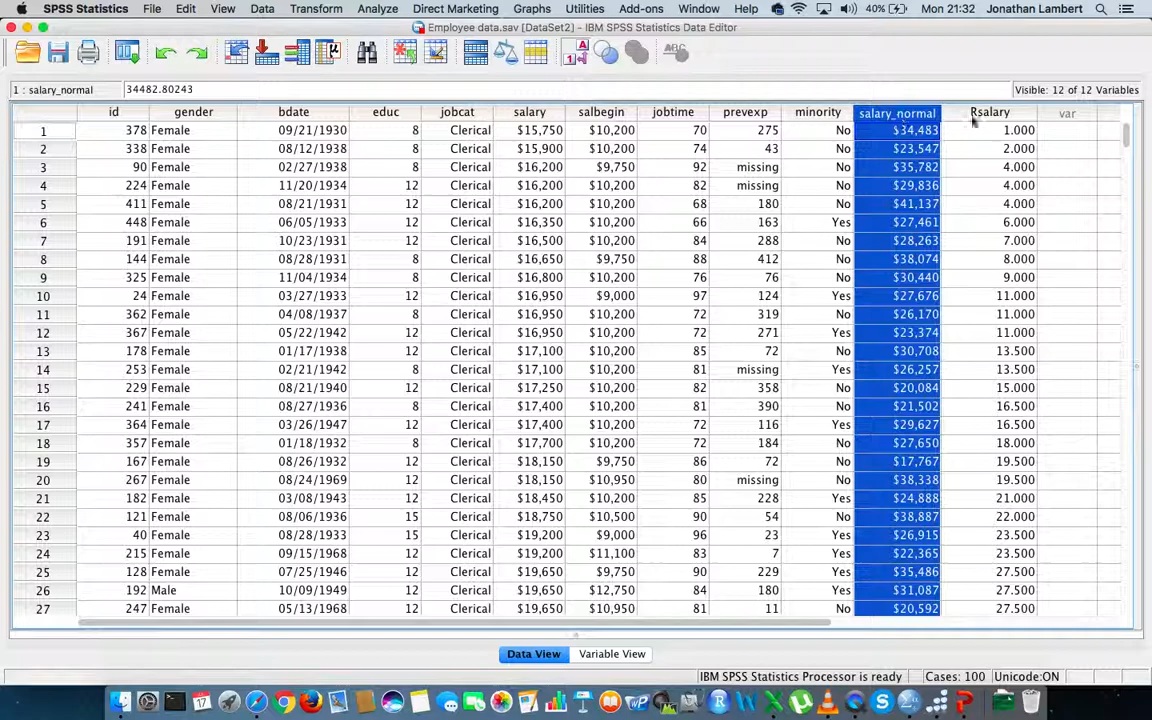 SPSS Statistics File Edit View Data Transform Analyze Direct Marketing Graphs Utilities Add-ons Window Help 40% Fri 21:32 Jonathan Lambert
Employee data.sav [DataSet2] - IBM SPSS Statistics Data Editor
1 : salary_normal 34482.80243 Visible: 12 of 12 Variables
id gender bdate educ jobcat salary salbegin jobtime prevexp minority salary_normal Rsalary var
1 378 Female 09/21/1930 8 Clerical $15,750 $10,200 70 275 No $34,483 1.000
2 338 Female 08/12/1938 8 Clerical $15,900 $10,200 74 43 No $23,547 2.000
3 90 Female 02/27/1938 8 Clerical $16,200 $9,750 92 missing No $35,782 4.000
4 224 Female 11/20/1934 12 Clerical $16,200 $10,200 82 missing No $29,836 4.000
5 411 Female 08/21/1931 12 Clerical $16,200 $10,200 68 180 No $41,137 4.000
6 448 Female 06/05/1933 12 Clerical $16,350 $10,200 66 163 Yes $27,461 6.000
7 191 Female 10/23/1931 12 Clerical $16,500 $10,200 84 288 No $28,263 7.000
8 144 Female 08/28/1931 12 Clerical $16,650 $9,750 88 412 No $38,074 8.000
9 325 Female 11/04/1934 12 Clerical $16,800 $10,200 76 76 No $30,440 9.000
10 24 Female 03/27/1933 12 Clerical $16,950 $9,000 97 124 Yes $27,676 11.000
11 362 Female 04/08/1937 12 Clerical $16,950 $10,200 72 319 No $26,170 11.000
12 367 Female 05/22/1942 12 Clerical $16,950 $10,200 72 271 Yes $23,374 11.000
13 178 Female 01/17/1938 12 Clerical $17,100 $10,200 85 72 No $30,708 13.500
14 253 Female 02/21/1942 8 Clerical $17,100 $10,200 81 missing No $26,257 13.500
15 229 Female 08/21/1940 12 Clerical $17,250 $10,200 82 358 No $20,084 15.000
16 241 Female 08/27/1936 8 Clerical $17,400 $10,200 81 390 No $21,502 16.500
17 364 Female 03/26/1947 12 Clerical $17,400 $10,200 72 116 Yes $29,627 16.500
18 357 Female 01/18/1932 8 Clerical $17,700 $10,200 72 184 No $27,650 18.000
19 167 Female 08/26/1932 12 Clerical $18,150 $9,750 86 72 No $17,767 19.500
20 267 Female 08/24/1969 12 Clerical $18,150 $10,950 80 missing No $38,338 19.500
21 182 Female 03/08/1943 12 Clerical $18,450 $10,200 85 228 Yes $24,888 21.000
22 121 Female 08/06/1936 15 Clerical $18,750 $10,500 90 54 No $38,887 22.000
23 40 Female 08/28/1933 15 Clerical $19,200 $9,000 96 23 Yes $26,915 23.500
24 215 Female 09/15/1968 12 Clerical $19,200 $11,100 83 7 Yes $22,365 23.500
25 128 Female 07/25/1946 12 Clerical $19,650 $9,750 90 229 Yes $35,486 27.500
26 192 Male 10/09/1949 12 Clerical $19,650 $12,750 84 180 Yes $31,087 27.500
27 247 Female 05/13/1968 12 Clerical $19,650 $10,950 81 11 No $20,592 27.500
Data View Variable View
IBM SPSS Statistics Processor is ready Cases: 100 Unicode:ON